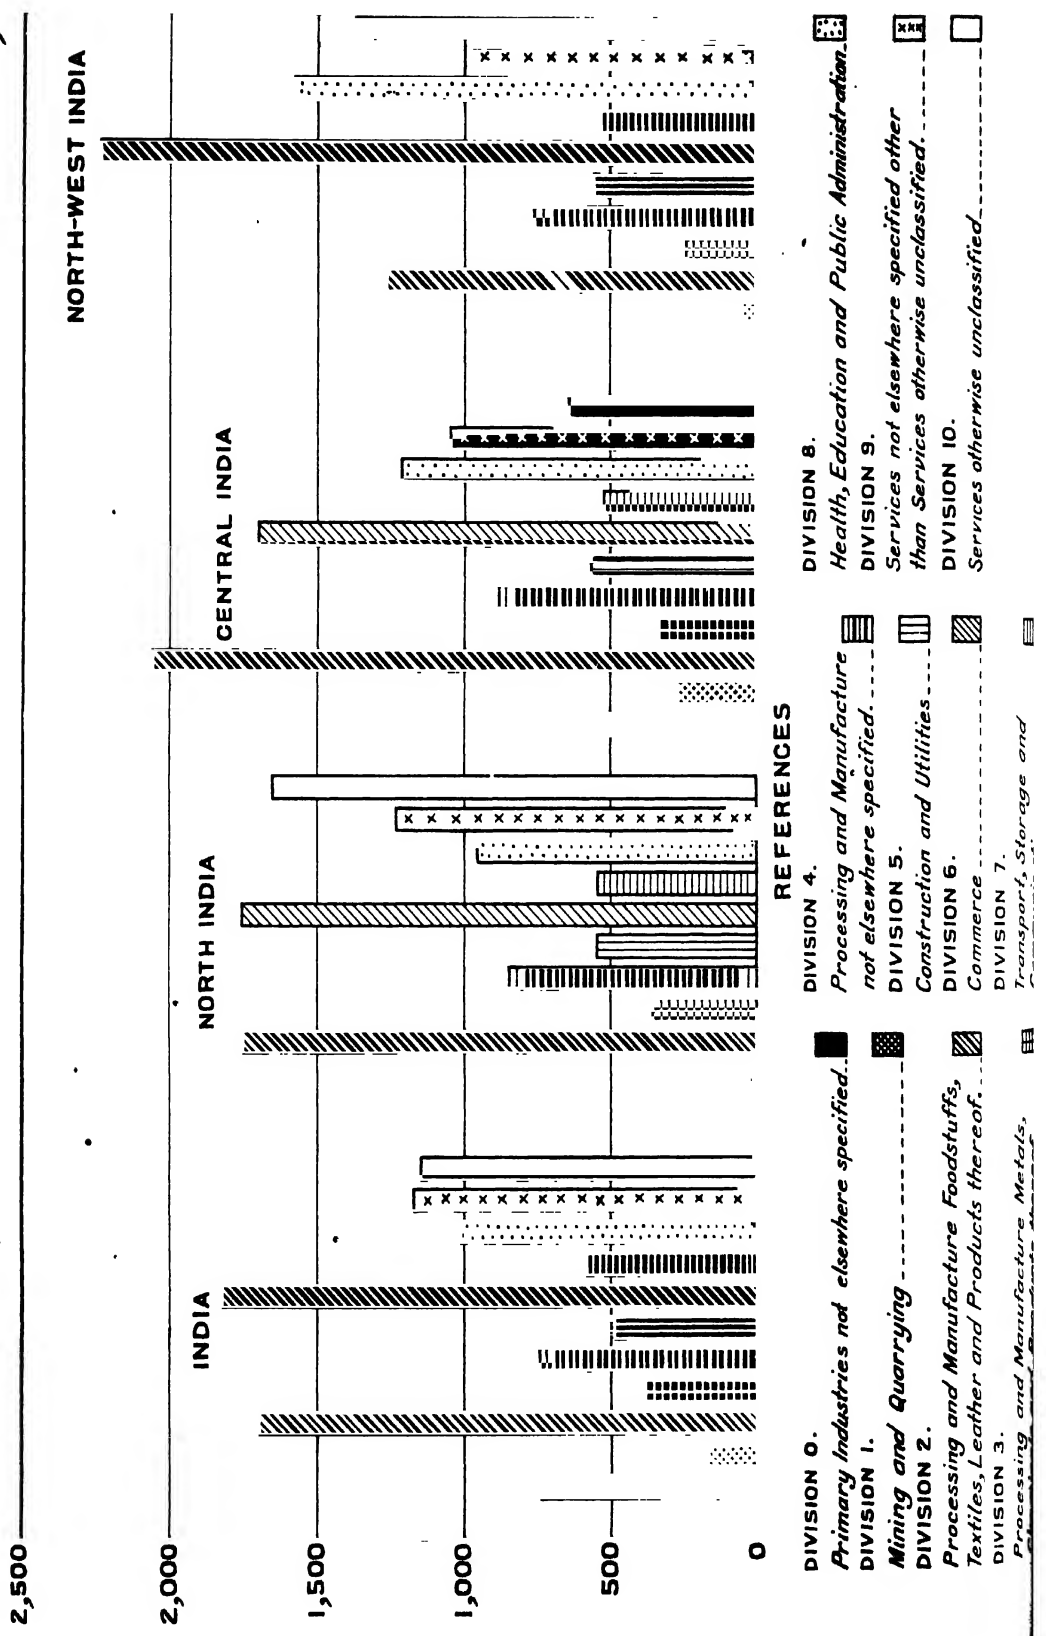 2,500
2,000
1,500
1,000
500
0
INDIA
NORTH INDIA
CENTRAL INDIA
NORTH-WEST INDIA
REFERENCES
DIVISION 0.
Primary Industries not elsewhere specified..
DIVISION 1.
Mining and Quarrying ------------
DIVISION 2.
Processing and Manufacture Foodstuffs,
Textiles, Leather and Products thereof....
DIVISION 3.
Processing and Manufacture Metals,
DIVISION 4.
Processing and Manufacture
not elsewhere specified.----
DIVISION 5.
Construction and Utilities----
DIVISION 6.
Commerce ----------------
DIVISION 7.
Transport, Storage and
DIVISION 8.
Health, Education and Public Administration..
DIVISION 9.
Services not elsewhere specified other
than Services otherwise unclassified.------
DIVISION 10.
Services otherwise unclassified------------